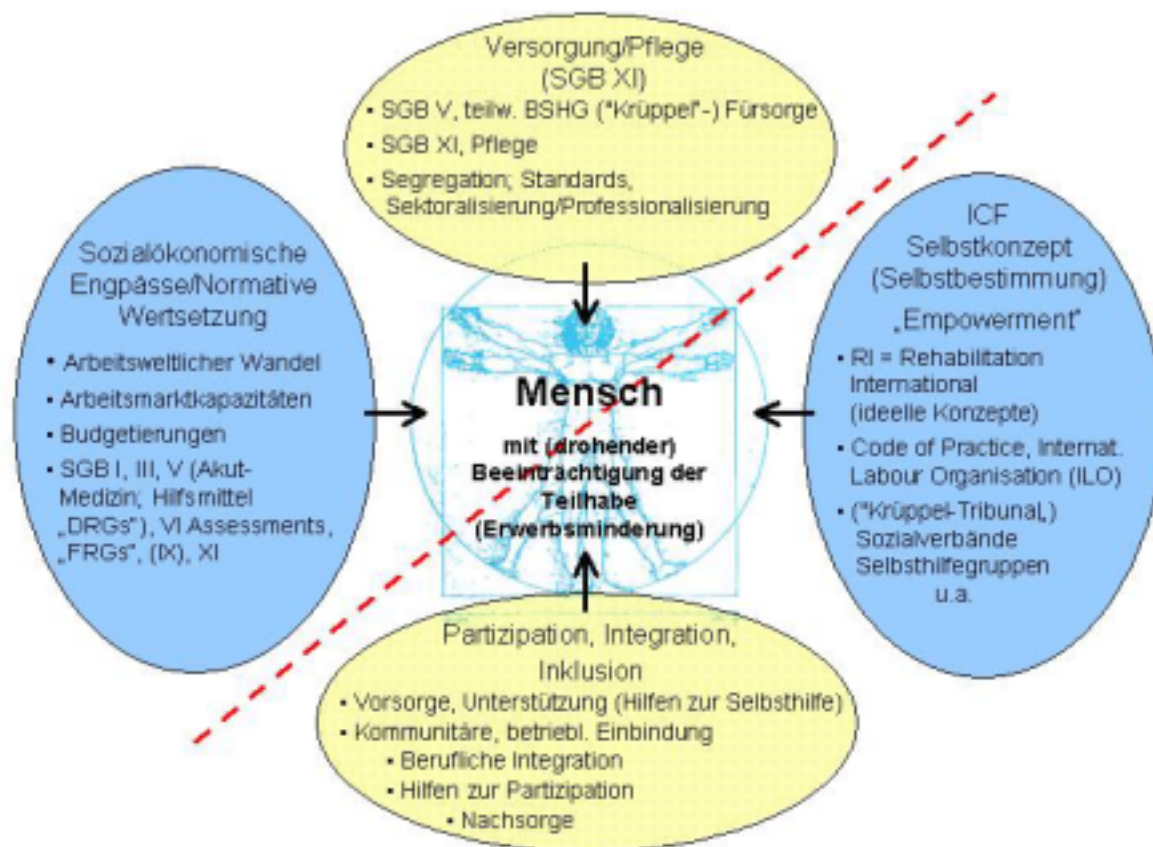 Versorgung/Pflege
(SGB XI)
▪ SGB V, teilw. BSHG ("Krüppel"-) Fürsorge
▪ SGB XI, Pflege
▪ Segregation; Standards,
Sektoralisierung/Professionalisierung
Sozialökonomische
Engpässe/Normative
Wertsetzung
▪ Arbeitsweltlicher Wandel
▪ Arbeitsmarktkapazitäten
▪ Budgetierungen
▪ SGB I, III, V (Akut-
Medizin; Hilfsmittel
„DRGs"), VI Assessments,
„FRGs", (IX), XI
Mensch
mit (drohender)
Beeinträchtigung der
Teilhabe
(Erwerbsminderung)
ICF
Selbstkonzept
(Selbstbestimmung)
„Empowerment"
▪ RI = Rehabilitation
International
(ideelle Konzepte)
▪ Code of Practice, Internat.
Labour Organisation (ILO)
▪ ("Krüppel-Tribunal„)
Sozialverbände
Selbsthilfegruppen
u.a.
Partizipation, Integration,
Inklusion
▪ Vorsorge, Unterstützung (Hilfen zur Selbsthilfe)
▪ Kommunitäre, betriebl. Einbindung
▪ Berufliche Integration
▪ Hilfen zur Partizipation
▪ Nachsorge